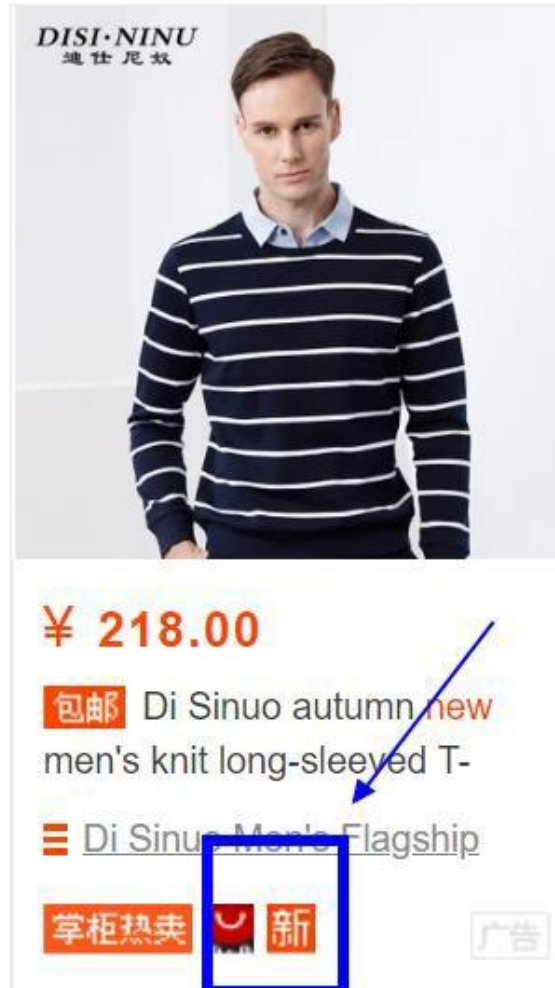 DISI·NINU
迪仕尼奴
¥ 218.00
包邮 Di Sinuo autumn new
men's knit long-sleeved T-
Di Sinuo Men's Flagship
掌柜热卖 新 广告